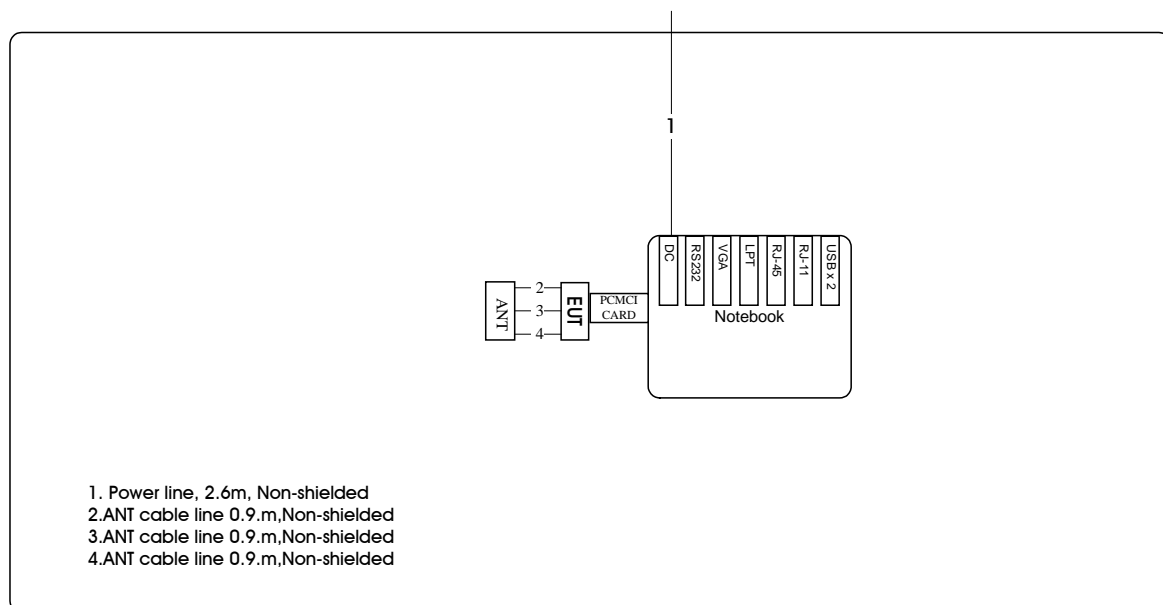 1
DC
RS232
VGA
LPT
RJ-45
RJ-11
USB x 2
Notebook
ANT
2
3
4
EUT
PCMCI
CARD
1. Power line, 2.6m, Non-shielded
2.ANT cable line 0.9.m,Non-shielded
3.ANT cable line 0.9.m,Non-shielded
4.ANT cable line 0.9.m,Non-shielded